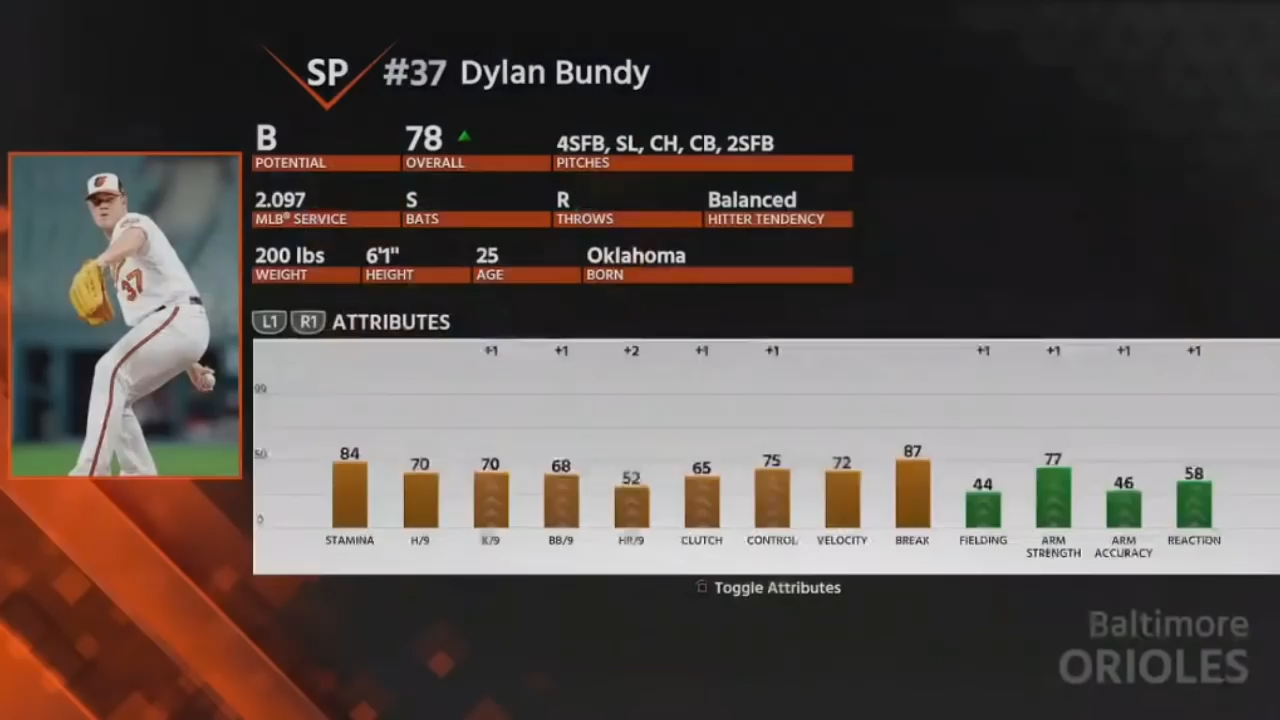 SP #37 Dylan Bundy
B 78 4SFB, SL, CH, CB, 2SFB
POTENTIAL OVERALL PITCHES
2.097 S R Balanced
MLB® SERVICE BATS THROWS HITTER TENDENCY
200 lbs 6'1" 25 Oklahoma
WEIGHT HEIGHT AGE BORN
L1 R1 ATTRIBUTES
+1 +1 +2 +1 +1 +1 +1 +1 +1
99
50
0
84 70 70 68 52 65 75 72 87 44 77 46 58
STAMINA H/9 K/9 BB/9 HR/9 CLUTCH CONTROL VELOCITY BREAK FIELDING ARM STRENGTH ARM ACCURACY REACTION
Toggle Attributes
Baltimore
ORIOLES
37